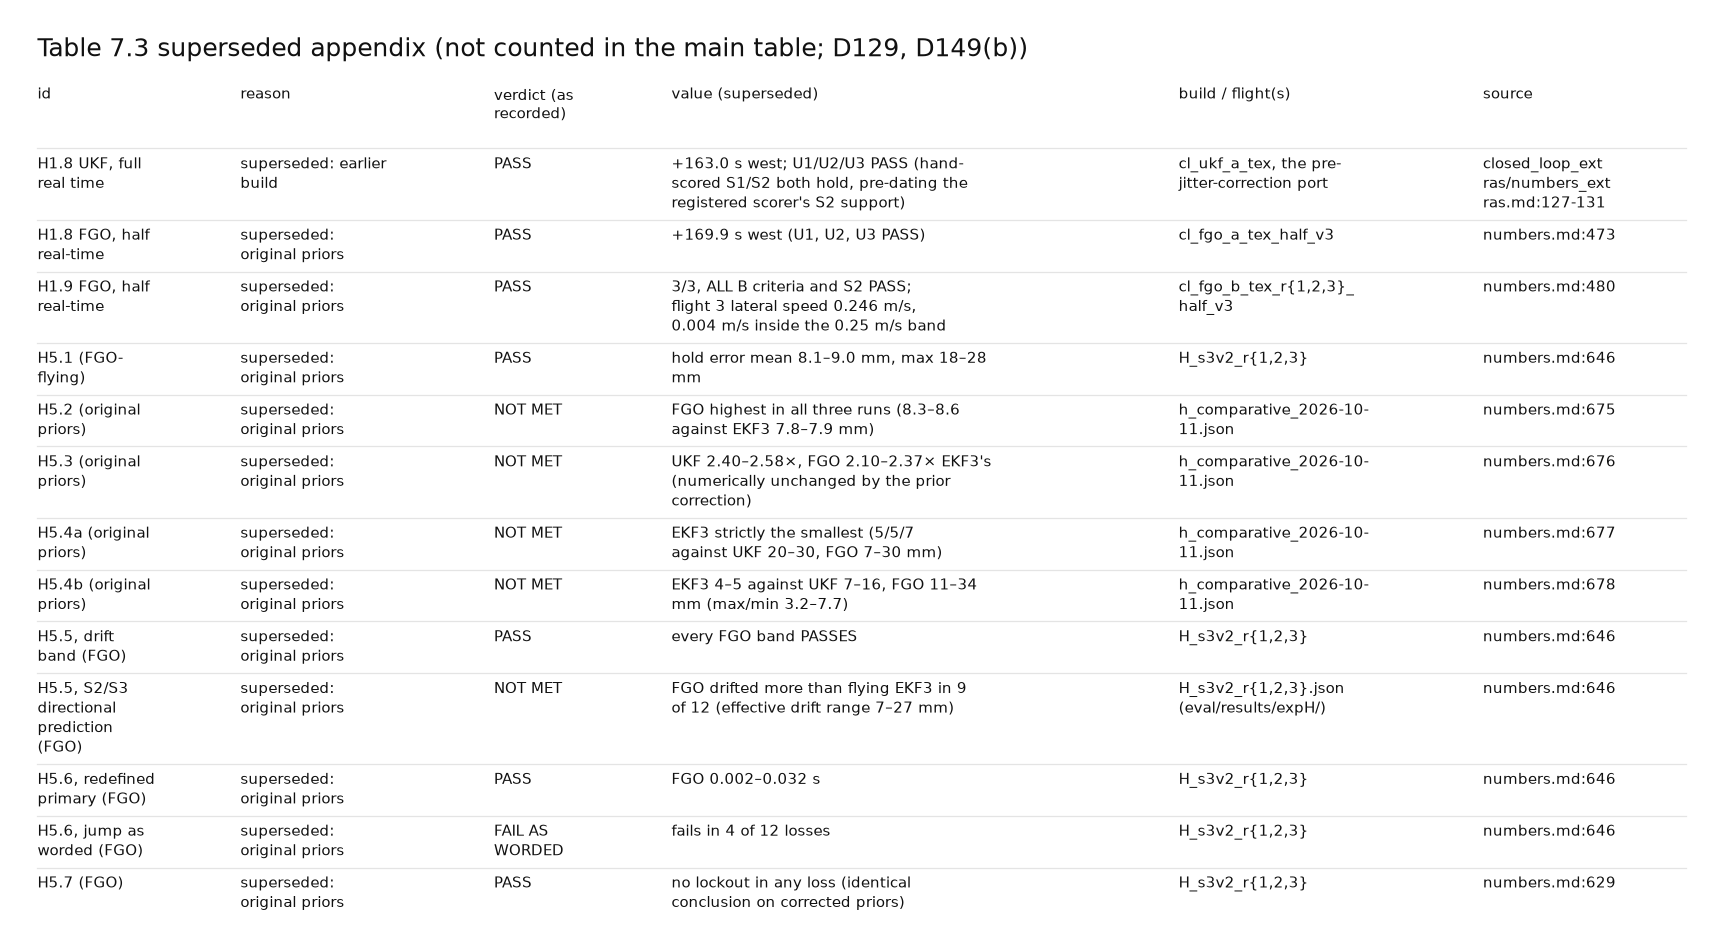 Table 7.3 superseded appendix (not counted in the main table; D129, D149(b))
id reason verdict (as recorded) value (superseded) build / flight(s) source
H1.8 UKF, full real time superseded: earlier build PASS +163.0 s west; U1/U2/U3 PASS (hand-scored S1/S2 both hold, pre-dating the registered scorer's S2 support) cl_ukf_a_tex, the pre-jitter-correction port closed_loop_extras/numbers_extras.md:127-131
H1.8 FGO, half real-time superseded: original priors PASS +169.9 s west (U1, U2, U3 PASS) cl_fgo_a_tex_half_v3 numbers.md:473
H1.9 FGO, half real-time superseded: original priors PASS 3/3, ALL B criteria and S2 PASS; flight 3 lateral speed 0.246 m/s, 0.004 m/s inside the 0.25 m/s band cl_fgo_b_tex_r{1,2,3}_half_v3 numbers.md:480
H5.1 (FGO-flying) superseded: original priors PASS hold error mean 8.1–9.0 mm, max 18–28 mm H_s3v2_r{1,2,3} numbers.md:646
H5.2 (original priors) superseded: original priors NOT MET FGO highest in all three runs (8.3–8.6 against EKF3 7.8–7.9 mm) h_comparative_2026-10-11.json numbers.md:675
H5.3 (original priors) superseded: original priors NOT MET UKF 2.40–2.58×, FGO 2.10–2.37× EKF3's (numerically unchanged by the prior correction) h_comparative_2026-10-11.json numbers.md:676
H5.4a (original priors) superseded: original priors NOT MET EKF3 strictly the smallest (5/5/7 against UKF 20–30, FGO 7–30 mm) h_comparative_2026-10-11.json numbers.md:677
H5.4b (original priors) superseded: original priors NOT MET EKF3 4–5 against UKF 7–16, FGO 11–34 mm (max/min 3.2–7.7) h_comparative_2026-10-11.json numbers.md:678
H5.5, drift band (FGO) superseded: original priors PASS every FGO band PASSES H_s3v2_r{1,2,3} numbers.md:646
H5.5, S2/S3 directional prediction (FGO) superseded: original priors NOT MET FGO drifted more than flying EKF3 in 9 of 12 (effective drift range 7–27 mm) H_s3v2_r{1,2,3}.json (eval/results/expH/) numbers.md:646
H5.6, redefined primary (FGO) superseded: original priors PASS FGO 0.002–0.032 s H_s3v2_r{1,2,3} numbers.md:646
H5.6, jump as worded (FGO) superseded: original priors FAIL AS WORDED fails in 4 of 12 losses H_s3v2_r{1,2,3} numbers.md:646
H5.7 (FGO) superseded: original priors PASS no lockout in any loss (identical conclusion on corrected priors) H_s3v2_r{1,2,3} numbers.md:629